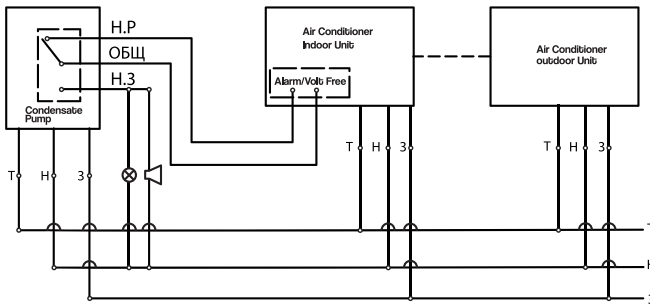 Н.Р
ОБЩ
Н.З
Condensate
Pump
Air Conditioner
Indoor Unit
Alarm/Volt Free
Air Conditioner
outdoor Unit
Т Н З
Т Н З
Т Н З